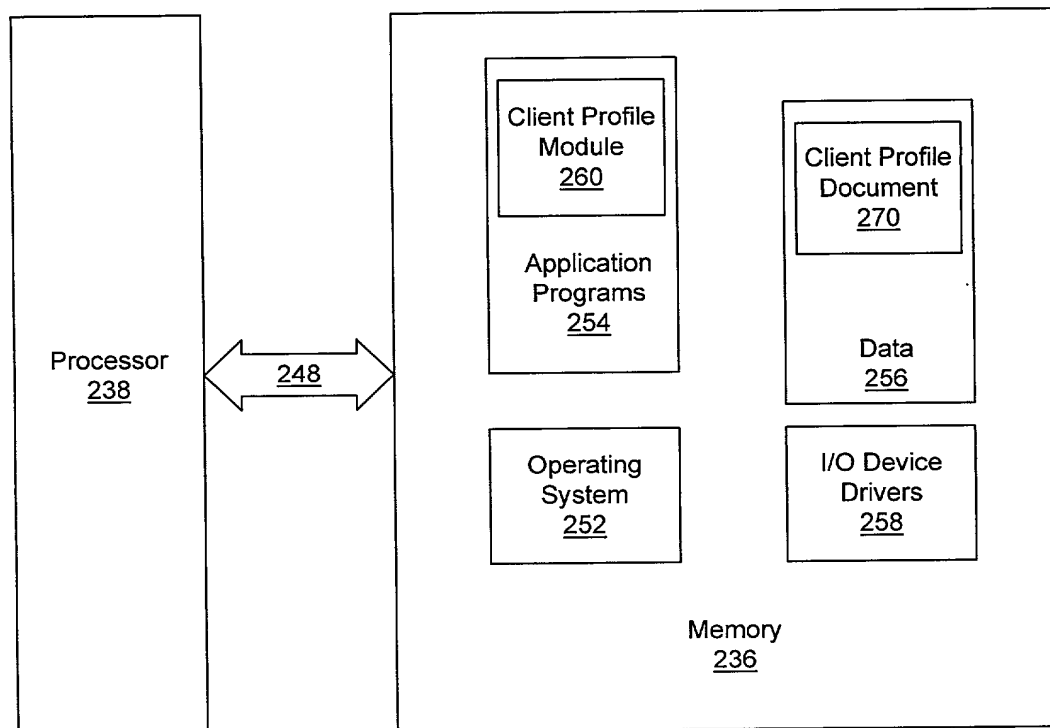 Processor
238
248
Client Profile
Module
260
Application
Programs
254
Client Profile
Document
270
Data
256
Operating
System
252
I/O Device
Drivers
258
Memory
236